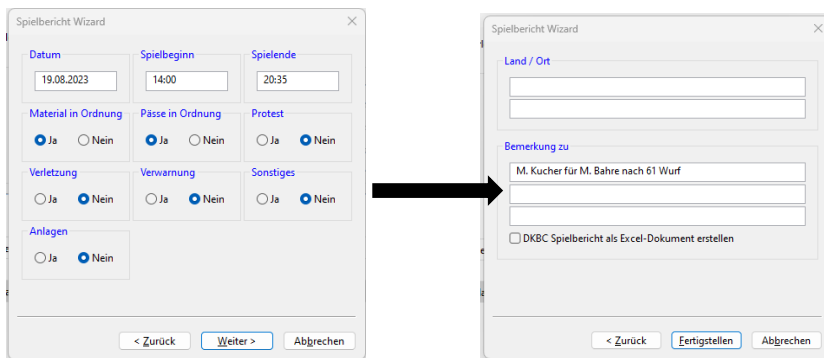 Spielbericht Wizard
Datum
Spielbeginn
Spielende
19.08.2023
14:00
20:35
Material in Ordnung
Pässe in Ordnung
Protest
Ja
Nein
Ja
Nein
Ja
Nein
Verletzung
Verwarnung
Sonstiges
Ja
Nein
Ja
Nein
Ja
Nein
Anlagen
Ja
Nein
< Zurück
Weiter >
Abbrechen
Spielbericht Wizard
Land / Ort
Bemerkung zu
M. Kucher für M. Bahre nach 61 Wurf
DKBC Spielbericht als Excel-Dokument erstellen
< Zurück
Fertigstellen
Abbrechen